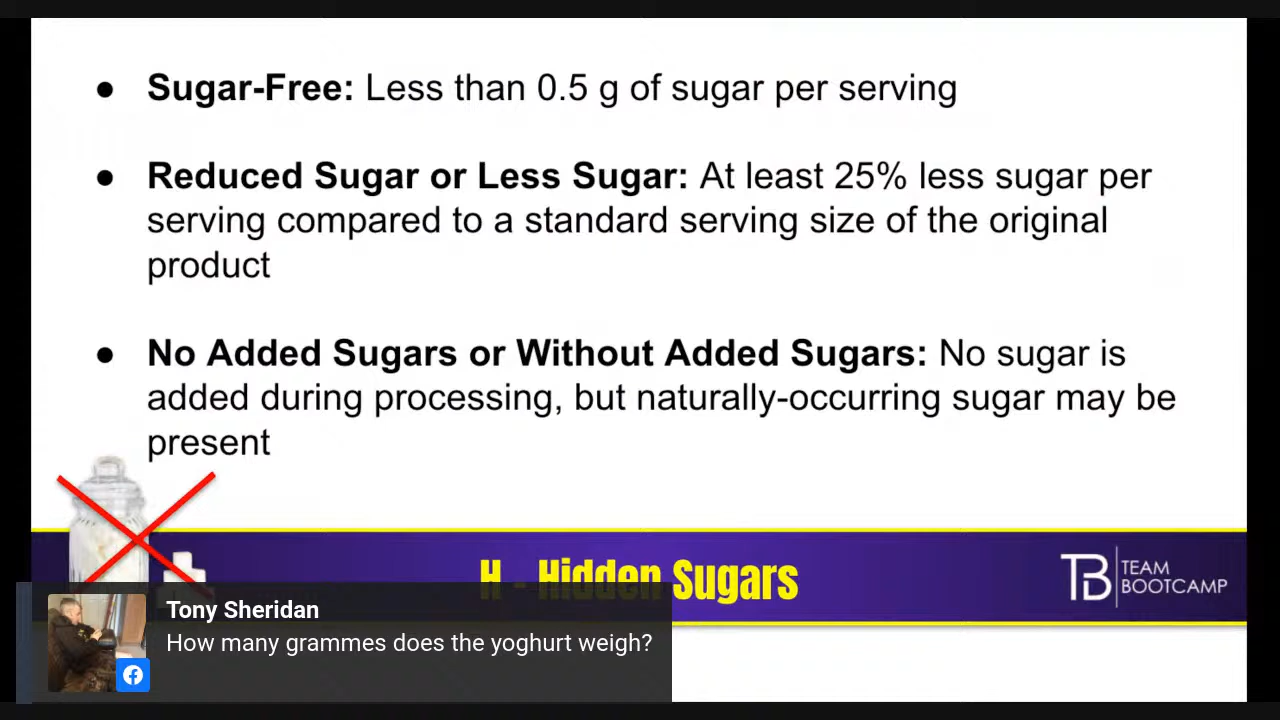 ● Sugar-Free: Less than 0.5 g of sugar per serving
● Reduced Sugar or Less Sugar: At least 25% less sugar per
serving compared to a standard serving size of the original
product
● No Added Sugars or Without Added Sugars: No sugar is
added during processing, but naturally-occurring sugar may be
present
H - Hidden Sugars
TB TEAM
BOOTCAMP
Tony Sheridan
How many grammes does the yoghurt weigh?